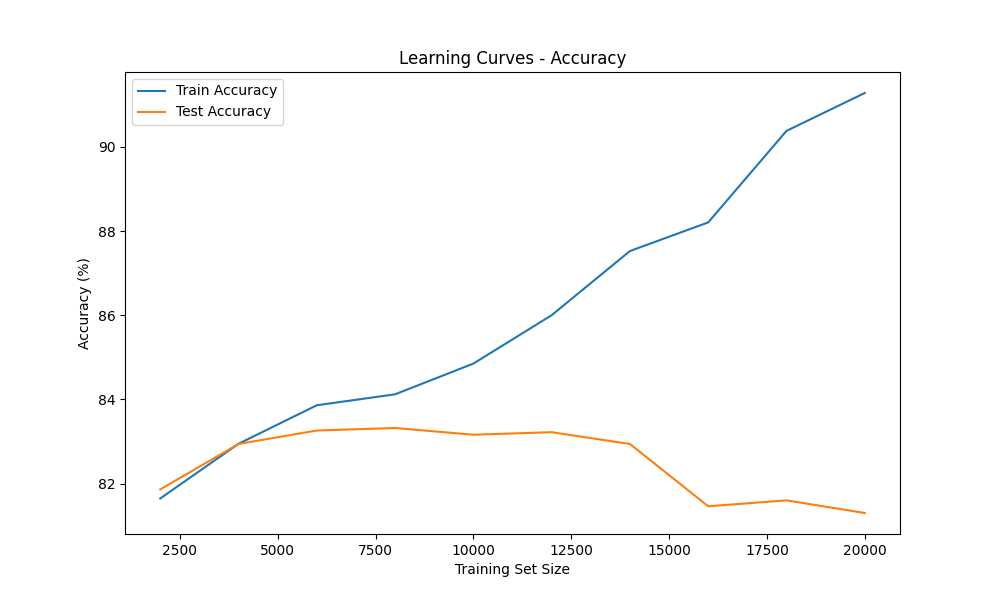 Learning Curves - Accuracy
Train Accuracy
Test Accuracy
Accuracy (%)
90
88
86
84
82
2500
5000
7500
10000
12500
15000
17500
20000
Training Set Size